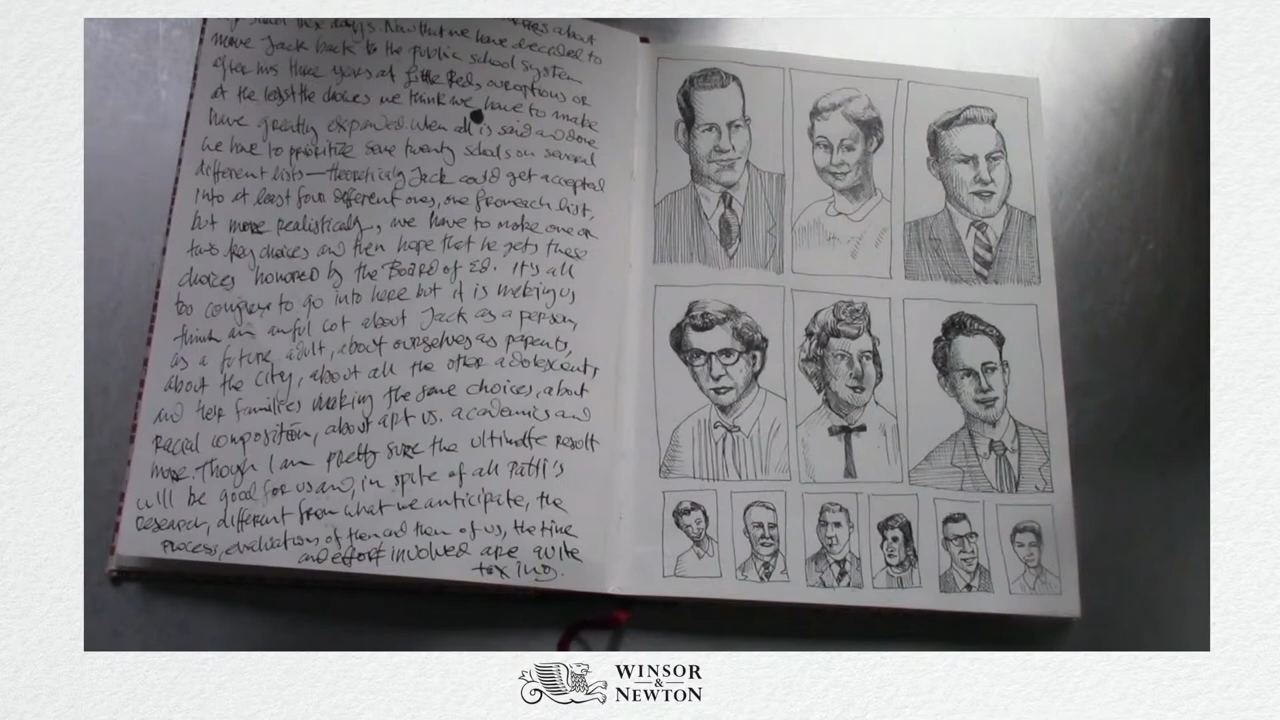 about
days. Now that we have decided to
move Jack back to the public school system
after his three years at Little Red, our options or
at the least the choices we think we have to make
have greatly expanded. When all is said and done
we have to prioritize some twenty schools on several
different lists—theoretically Jack could get accepted
into at least four different ones, one from each list,
but more realistically, we have to make one or
two key choices and then hope that he gets these
choices honored by the Board of Ed. It's all
too complex to go into here but it is making us
think an awful lot about Jack as a person,
as a future adult, about ourselves as parents,
about the city, about all the other adolescents
and their families making the same choices, about
racial composition, about art vs. academics and
more. Though I am pretty sure the ultimate result
will be good for us and, in spite of all Patti's
research, different from what we anticipate, the
process, evaluations of them and them of us, the time
and effort involved are quite
taxing.
WINSOR
&
NEWTON